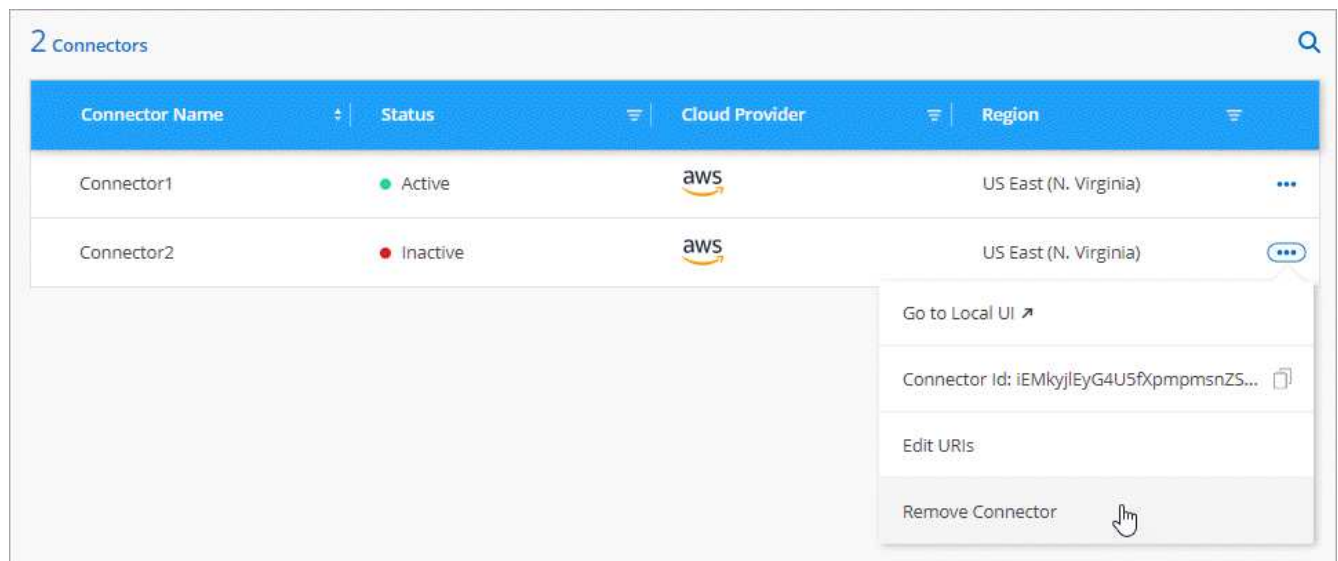 2 Connectors
Connector Name Status Cloud Provider Region
Connector1 Active aws US East (N. Virginia) •••
Connector2 Inactive aws US East (N. Virginia) •••
Go to Local UI ↗
Connector Id: iEMkyjlEyG4U5fXpmpmsnZS...
Edit URIs
Remove Connector